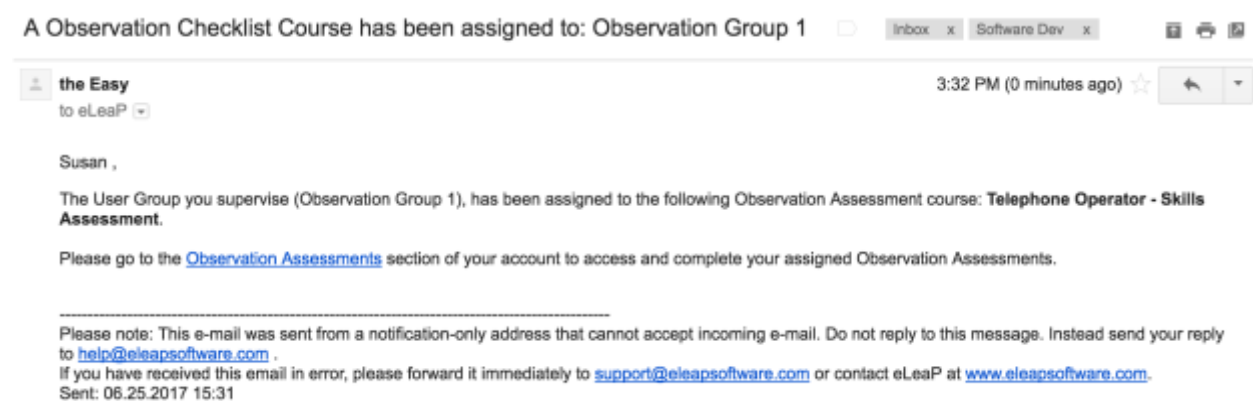 A Observation Checklist Course has been assigned to: Observation Group 1 Inbox x Software Dev x
the Easy 3:32 PM (0 minutes ago)
to eLeaP
Susan ,
The User Group you supervise (Observation Group 1), has been assigned to the following Observation Assessment course: Telephone Operator - Skills
Assessment.
Please go to the Observation Assessments section of your account to access and complete your assigned Observation Assessments.
----------------------------------------------------------------------------------------------------
Please note: This e-mail was sent from a notification-only address that cannot accept incoming e-mail. Do not reply to this message. Instead send your reply
to help@eleapsoftware.com .
If you have received this email in error, please forward it immediately to support@eleapsoftware.com or contact eLeaP at www.eleapsoftware.com.
Sent: 06.25.2017 15:31